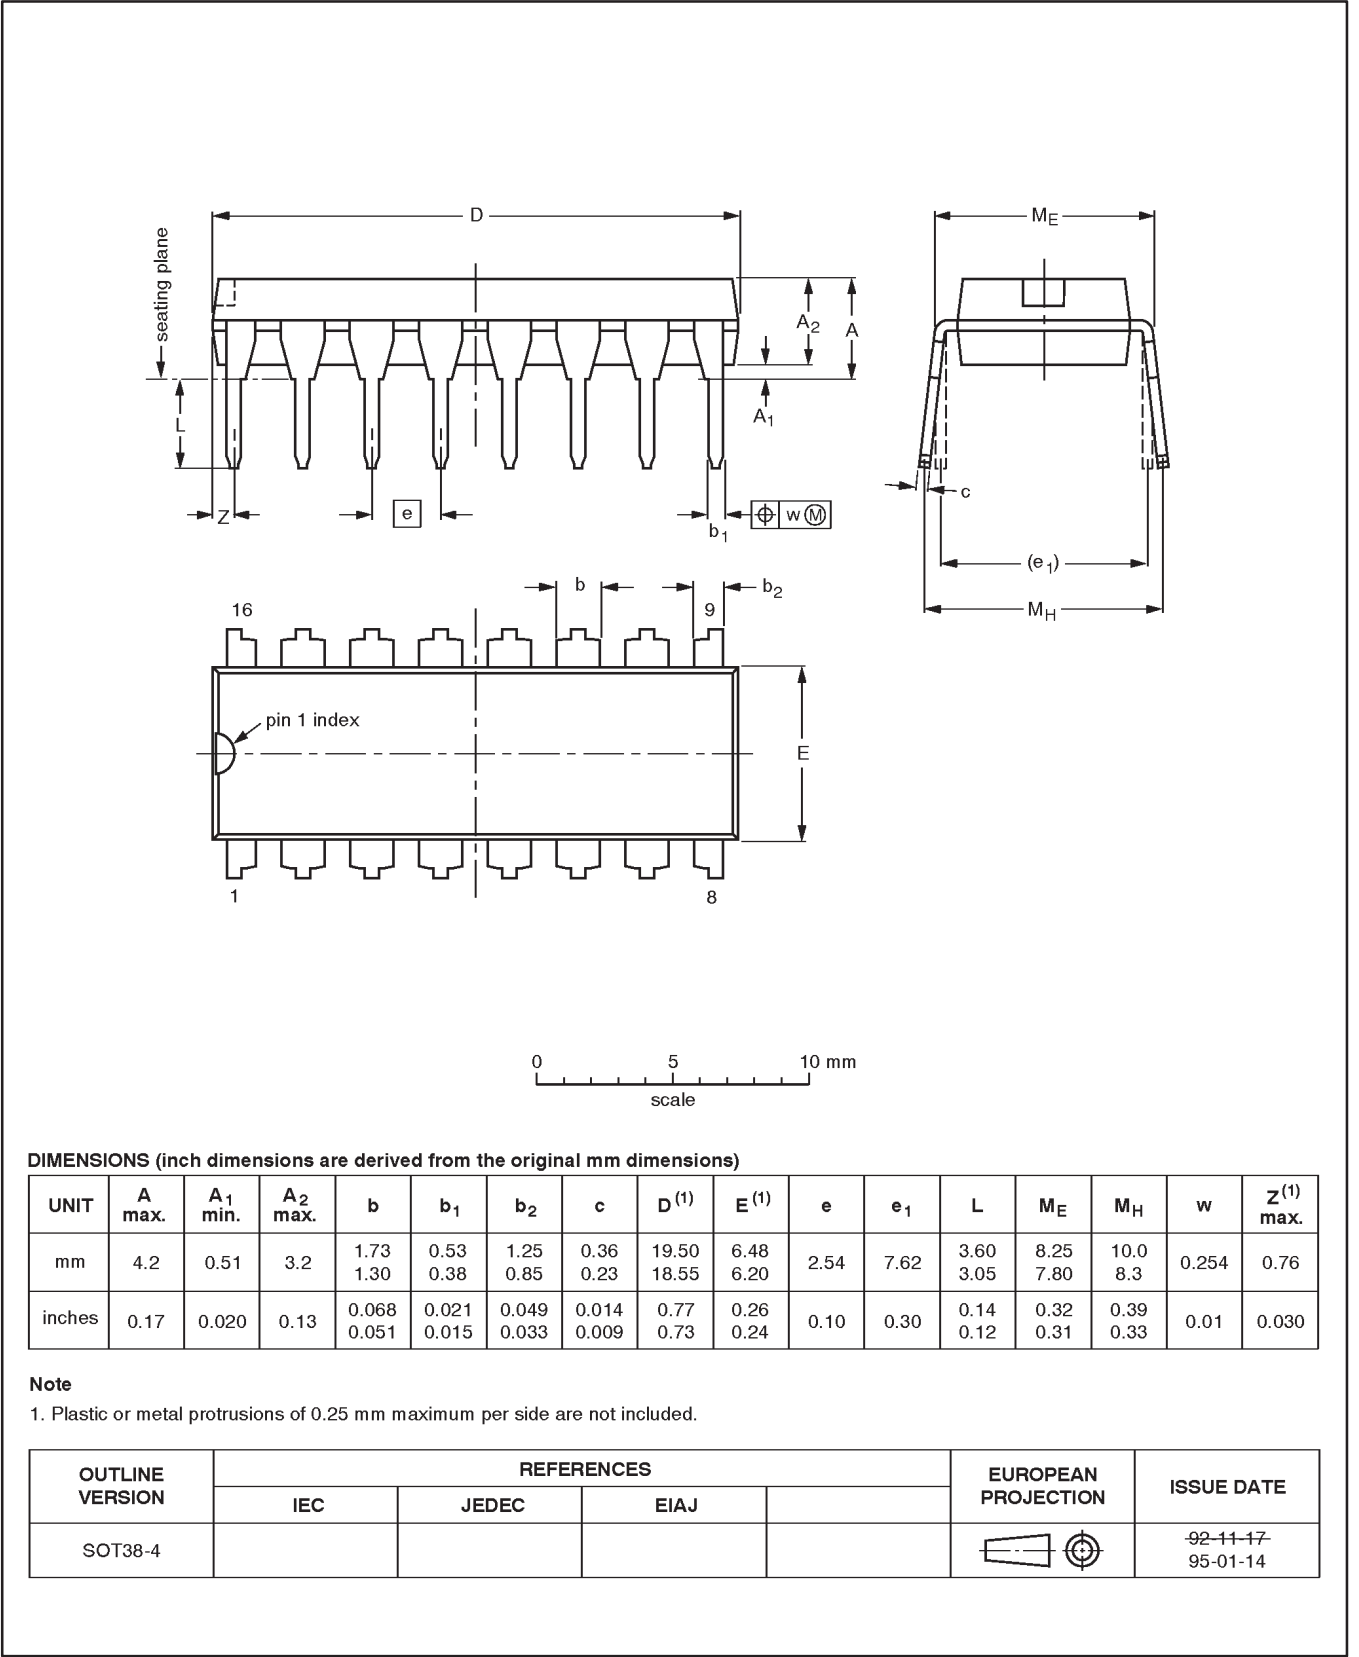 D
ME
seating plane
A2
A
A1
L
c
Z
e
b1
w M
(e1)
MH
b
b2
16
9
pin 1 index
E
1
8
0 5 10 mm
scale
DIMENSIONS (inch dimensions are derived from the original mm dimensions)
UNIT A max. A1 min. A2 max. b b1 b2 c D(1) E(1) e e1 L ME MH w Z(1) max.
mm 4.2 0.51 3.2 1.73 1.30 0.53 0.38 1.25 0.85 0.36 0.23 19.50 18.55 6.48 6.20 2.54 7.62 3.60 3.05 8.25 7.80 10.0 8.3 0.254 0.76
inches 0.17 0.020 0.13 0.068 0.051 0.021 0.015 0.049 0.033 0.014 0.009 0.77 0.73 0.26 0.24 0.10 0.30 0.14 0.12 0.32 0.31 0.39 0.33 0.01 0.030
Note
1. Plastic or metal protrusions of 0.25 mm maximum per side are not included.
OUTLINE VERSION REFERENCES EUROPEAN PROJECTION ISSUE DATE
IEC JEDEC EIAJ
SOT38-4 92-11-17
95-01-14